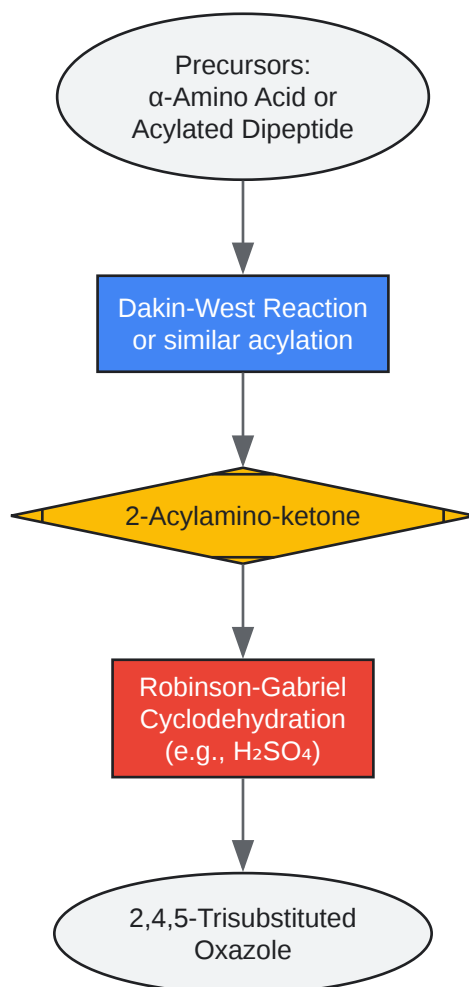 Precursors:
α-Amino Acid or
Acylated Dipeptide
Dakin-West Reaction
or similar acylation
2-Acylamino-ketone
Robinson-Gabriel
Cyclodehydration
(e.g., H₂SO₄)
2,4,5-Trisubstituted
Oxazole